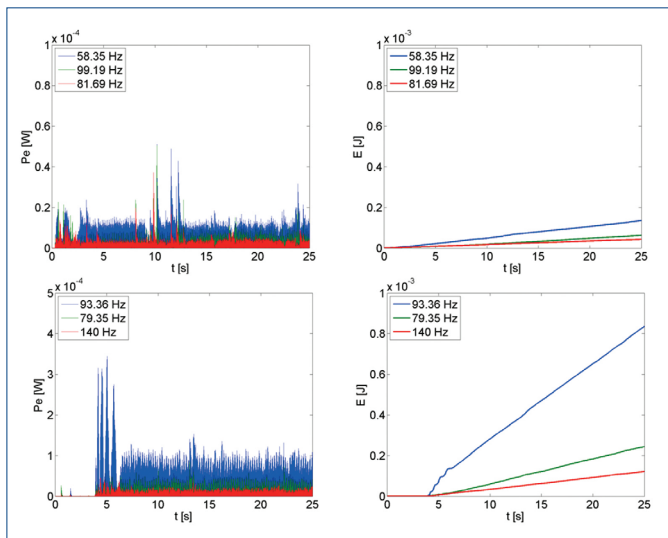 x 10⁻⁴
1
0.8
0.6
0.4
0.2
0
Pe [W]
58.35 Hz
99.19 Hz
81.69 Hz
0 5 10 15 20 25
t [s]
x 10⁻³
1
0.8
0.6
0.4
0.2
0
E [J]
58.35 Hz
99.19 Hz
81.69 Hz
0 5 10 15 20 25
t [s]
x 10⁻⁴
5
4
3
2
1
0
Pe [W]
93.36 Hz
79.35 Hz
140 Hz
0 5 10 15 20 25
t [s]
x 10⁻³
1
0.8
0.6
0.4
0.2
0
E [J]
93.36 Hz
79.35 Hz
140 Hz
0 5 10 15 20 25
t [s]